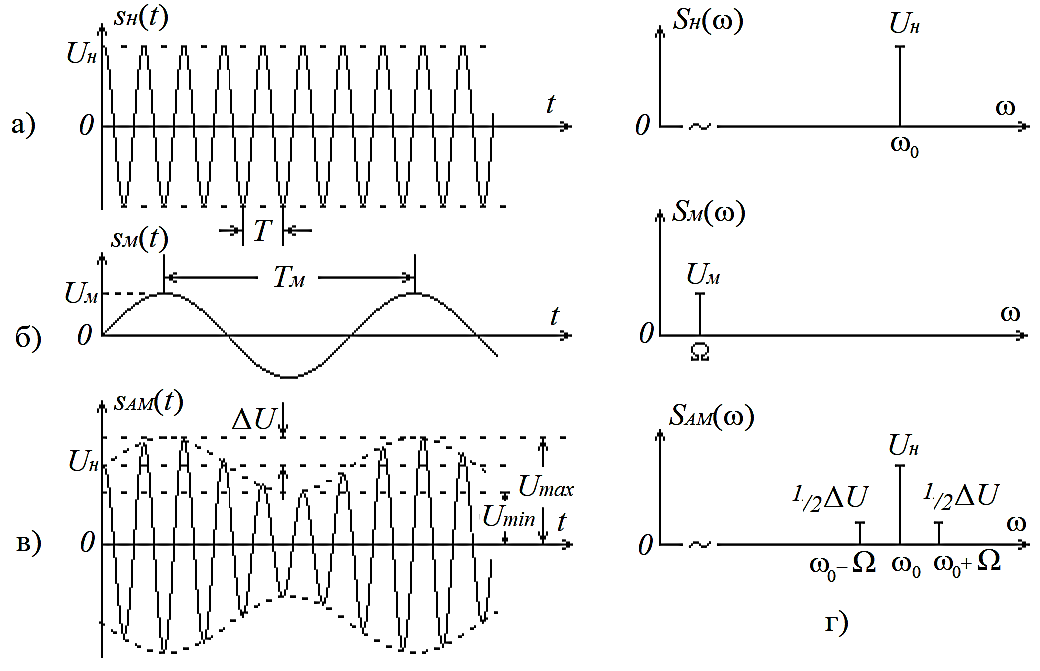 sН(t)
UН
0
t
а)
T
SН(ω)
UН
ω
0
~
ω₀
sМ(t)
TМ
UМ
0
t
б)
SМ(ω)
UМ
ω
0
Ω
sАМ(t)
ΔU
UН
Umax
Umin
t
0
в)
SАМ(ω)
UН
1/2ΔU 1/2ΔU
ω
0
~
ω₀−Ω ω₀ ω₀+Ω
г)